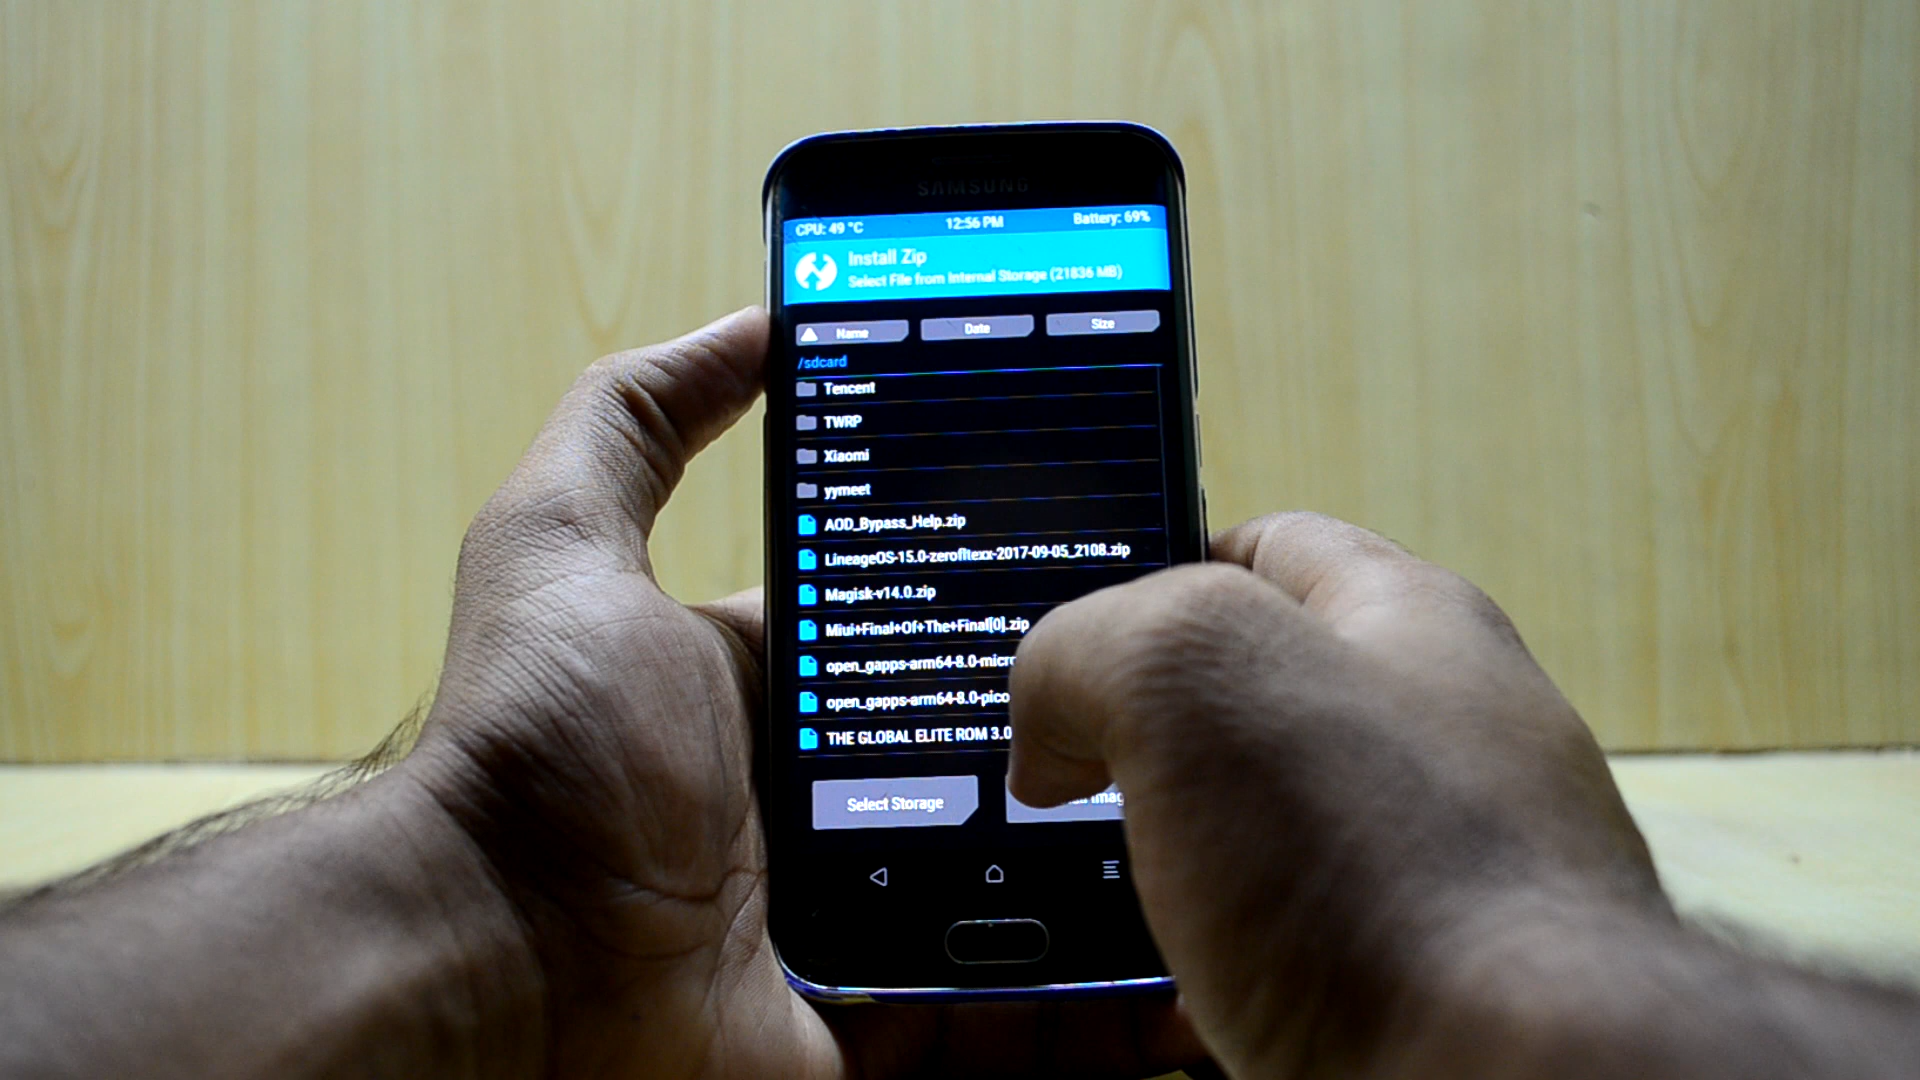 SAMSUNG
CPU: 49 °C 12:56 PM Battery: 69%
Install Zip
Select File from Internal Storage (21836 MB)
Name Date Size
/sdcard
Tencent
TWRP
Xiaomi
yymeet
AOD_Bypass_Help.zip
LineageOS-15.0-zerofltexx-2017-09-05_2108.zip
Magisk-v14.0.zip
Miui+Final+Of+The+Final[0].zip
open_gapps-arm64-8.0-micro
open_gapps-arm64-8.0-pico
THE GLOBAL ELITE ROM 3.0
Select Storage